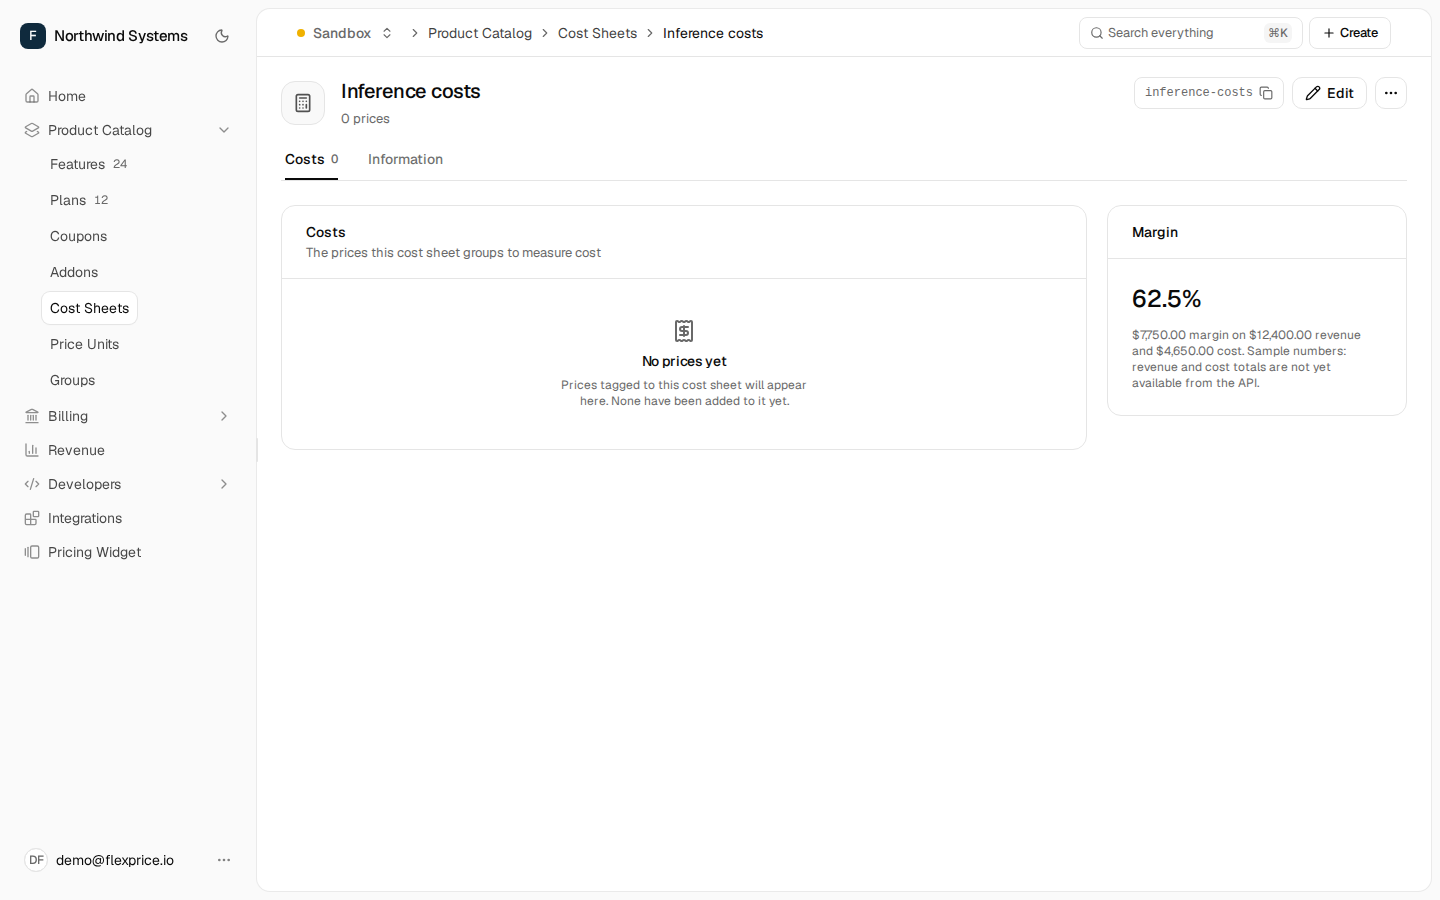 F Northwind Systems
Home
Product Catalog
Features 24
Plans 12
Coupons
Addons
Cost Sheets
Price Units
Groups
Billing
Revenue
Developers
Integrations
Pricing Widget
DF demo@flexprice.io
Sandbox Product Catalog Cost Sheets Inference costs
Search everything ⌘K
Create
Inference costs
0 prices
inference-costs
Edit
Costs 0 Information
Costs
The prices this cost sheet groups to measure cost
No prices yet
Prices tagged to this cost sheet will appear
here. None have been added to it yet.
Margin
62.5%
$7,750.00 margin on $12,400.00 revenue
and $4,650.00 cost. Sample numbers:
revenue and cost totals are not yet
available from the API.